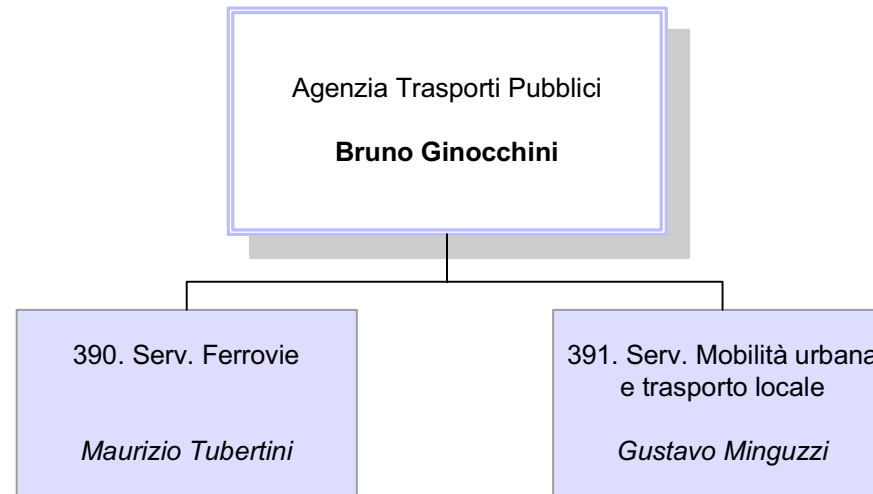 Agenzia Trasporti Pubblici
Bruno Ginocchini
390. Serv. Ferrovie
Maurizio Tubertini
391. Serv. Mobilità urbana
e trasporto locale
Gustavo Minguzzi